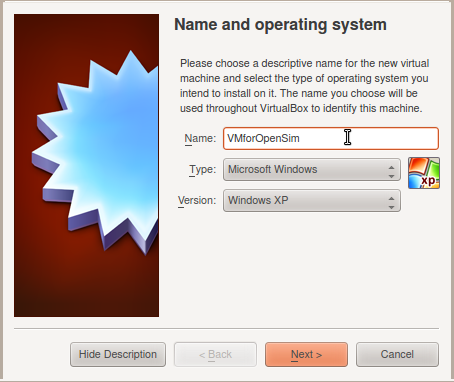 Name and operating system
Please choose a descriptive name for the new virtual
machine and select the type of operating system you
intend to install on it. The name you choose will be
used throughout VirtualBox to identify this machine.
Name: VMforOpenSim
Type: Microsoft Windows
xp
Version: Windows XP
Hide Description < Back Next > Cancel